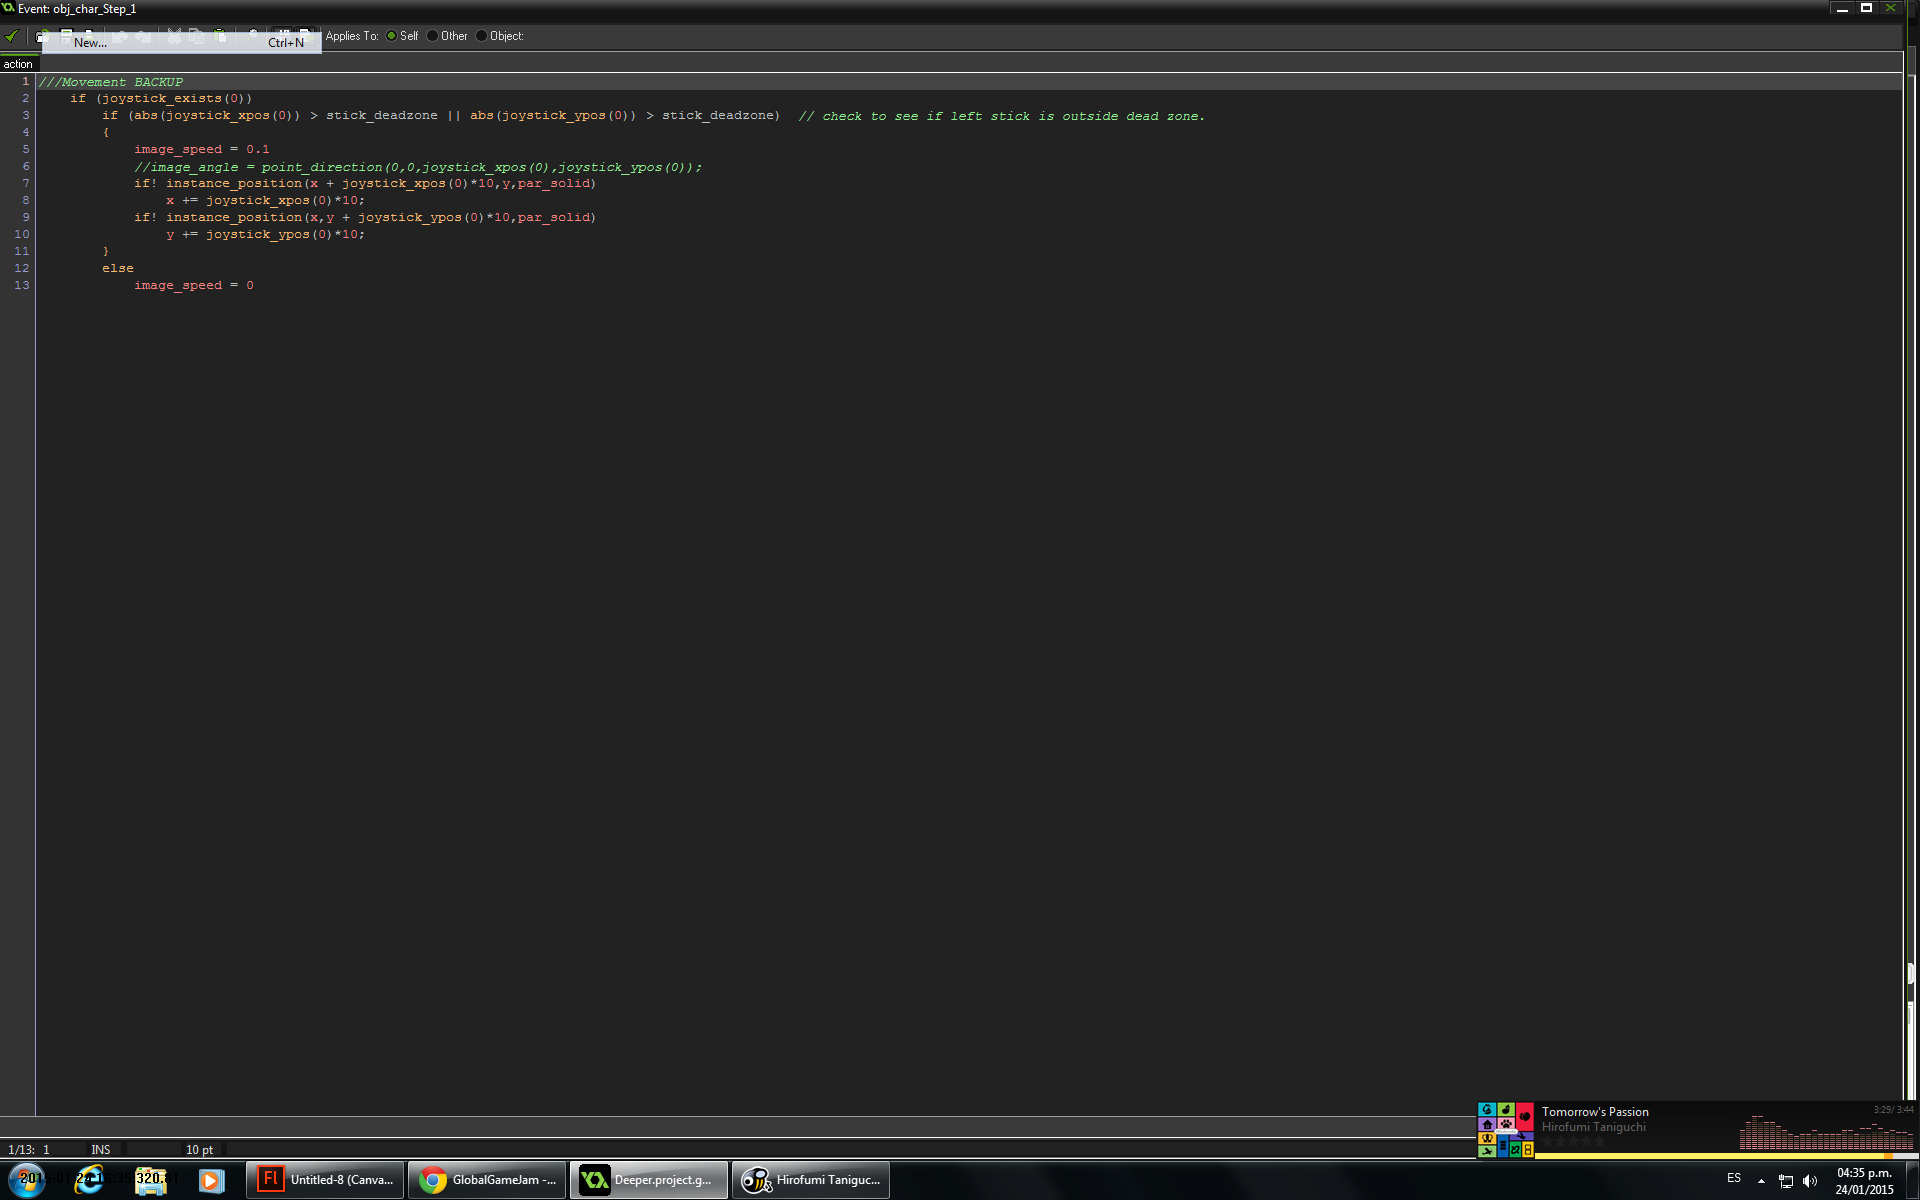 Event: obj_char_Step_1
New... Ctrl+N Applies To: Self Other Object:
action
1 ///Movement BACKUP
2 if (joystick_exists(0))
3 if (abs(joystick_xpos(0)) > stick_deadzone || abs(joystick_ypos(0)) > stick_deadzone) // check to see if left stick is outside dead zone.
4 {
5 image_speed = 0.1
6 //image_angle = point_direction(0,0,joystick_xpos(0),joystick_ypos(0));
7 if! instance_position(x + joystick_xpos(0)*10,y,par_solid)
8 x += joystick_xpos(0)*10;
9 if! instance_position(x,y + joystick_ypos(0)*10,par_solid)
10 y += joystick_ypos(0)*10;
11 }
12 else
13 image_speed = 0
Tomorrow's Passion 3:29/ 3:44
Hirofumi Taniguchi
1/13: 1 INS 10 pt
Fl Untitled-8 (Canva... GlobalGameJam -... Deeper.project.g... Hirofumi Taniguc... ES 04:35 p.m.
24/01/2015